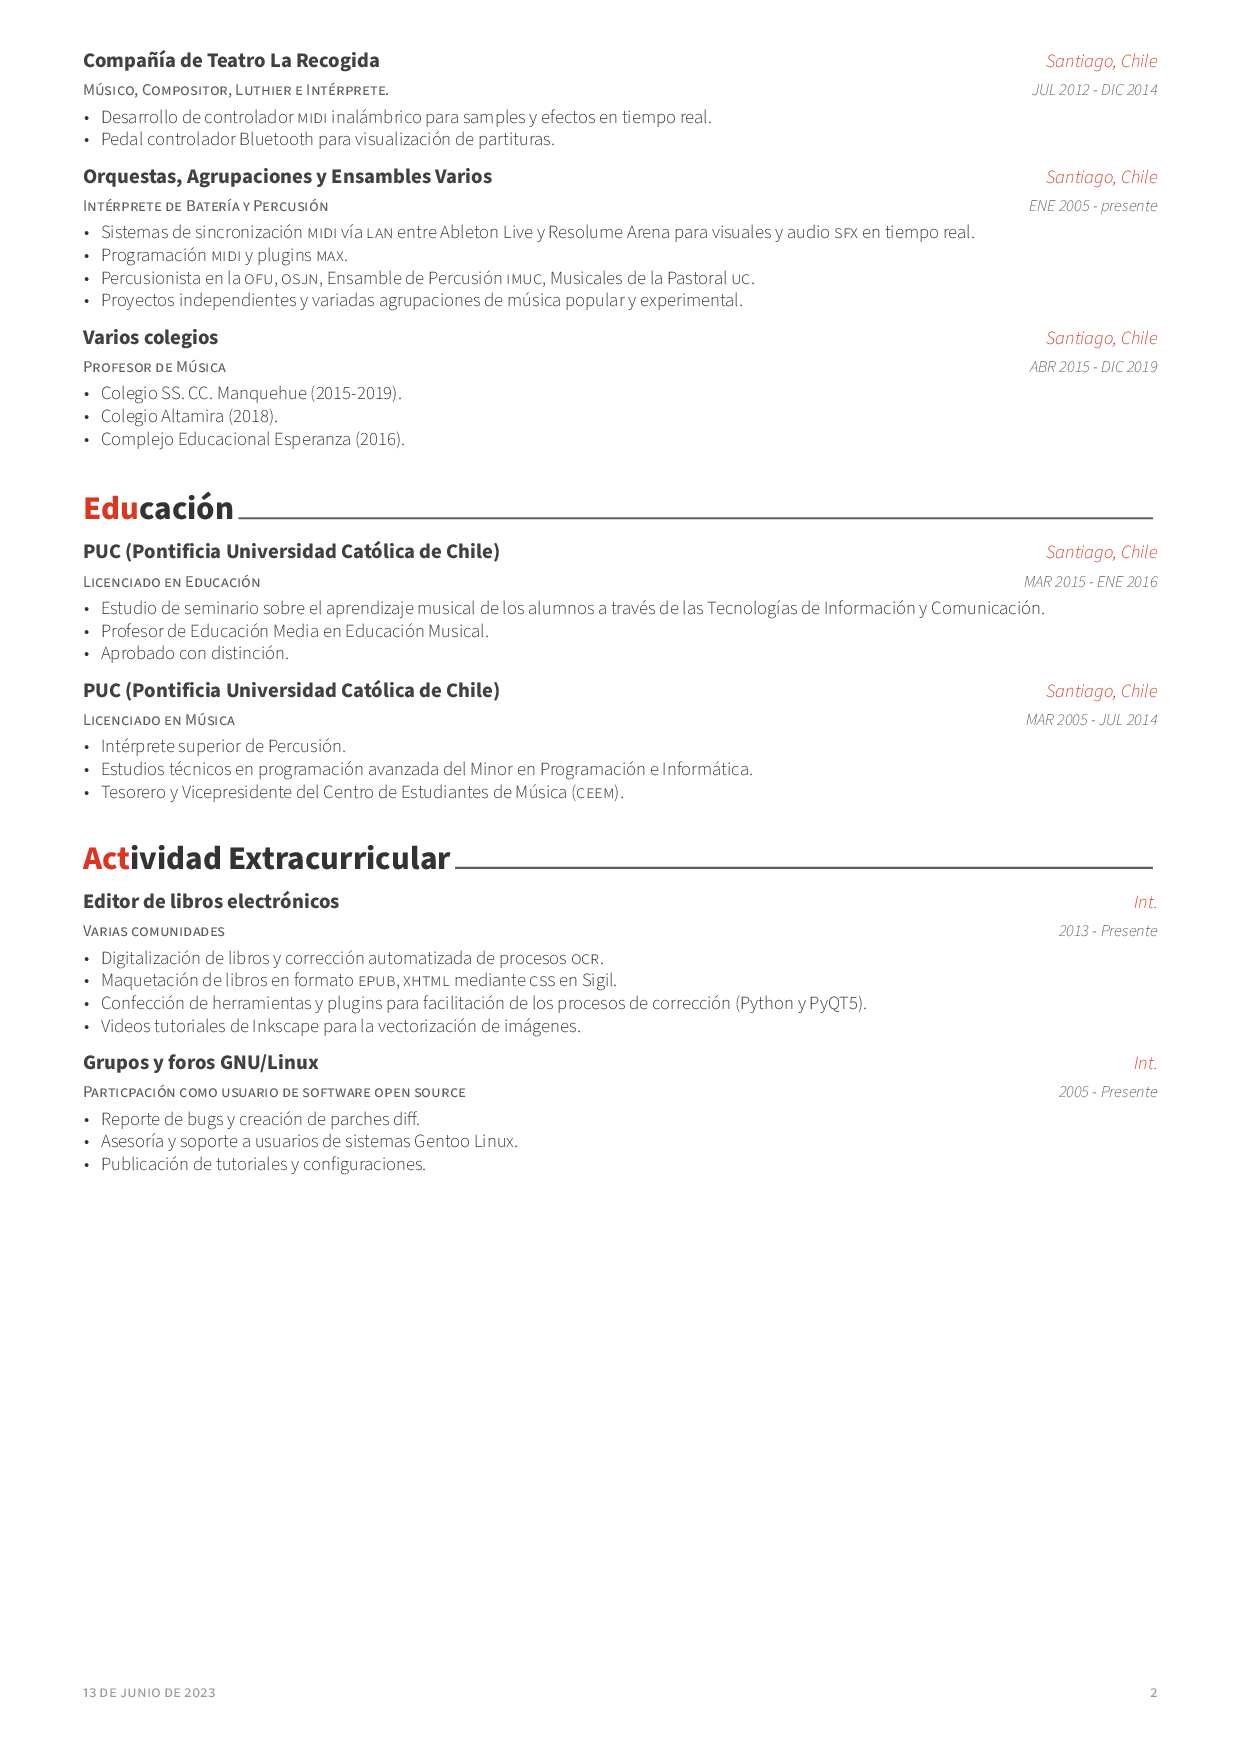 Compañía de Teatro La Recogida Santiago, Chile
Músico, Compositor, Luthier e Intérprete. JUL 2012 - DIC 2014
• Desarrollo de controlador MIDI inalámbrico para samples y efectos en tiempo real.
• Pedal controlador Bluetooth para visualización de partituras.
Orquestas, Agrupaciones y Ensambles Varios Santiago, Chile
Intérprete de Batería y Percusión ENE 2005 - presente
• Sistemas de sincronización MIDI vía LAN entre Ableton Live y Resolume Arena para visuales y audio SFX en tiempo real.
• Programación MIDI y plugins MAX.
• Percusionista en la OFU, OSJN, Ensamble de Percusión IMUC, Musicales de la Pastoral UC.
• Proyectos independientes y variadas agrupaciones de música popular y experimental.
Varios colegios Santiago, Chile
Profesor de Música ABR 2015 - DIC 2019
• Colegio SS. CC. Manquehue (2015-2019).
• Colegio Altamira (2018).
• Complejo Educacional Esperanza (2016).
Educación
PUC (Pontificia Universidad Católica de Chile) Santiago, Chile
Licenciado en Educación MAR 2015 - ENE 2016
• Estudio de seminario sobre el aprendizaje musical de los alumnos a través de las Tecnologías de Información y Comunicación.
• Profesor de Educación Media en Educación Musical.
• Aprobado con distinción.
PUC (Pontificia Universidad Católica de Chile) Santiago, Chile
Licenciado en Música MAR 2005 - JUL 2014
• Intérprete superior de Percusión.
• Estudios técnicos en programación avanzada del Minor en Programación e Informática.
• Tesorero y Vicepresidente del Centro de Estudiantes de Música (CEEM).
Actividad Extracurricular
Editor de libros electrónicos Int.
Varias comunidades 2013 - Presente
• Digitalización de libros y corrección automatizada de procesos OCR.
• Maquetación de libros en formato EPUB, XHTML mediante CSS en Sigil.
• Confección de herramientas y plugins para facilitación de los procesos de corrección (Python y PyQT5).
• Videos tutoriales de Inkscape para la vectorización de imágenes.
Grupos y foros GNU/Linux Int.
Particpación como usuario de software open source 2005 - Presente
• Reporte de bugs y creación de parches diff.
• Asesoría y soporte a usuarios de sistemas Gentoo Linux.
• Publicación de tutoriales y configuraciones.
13 DE JUNIO DE 2023 2